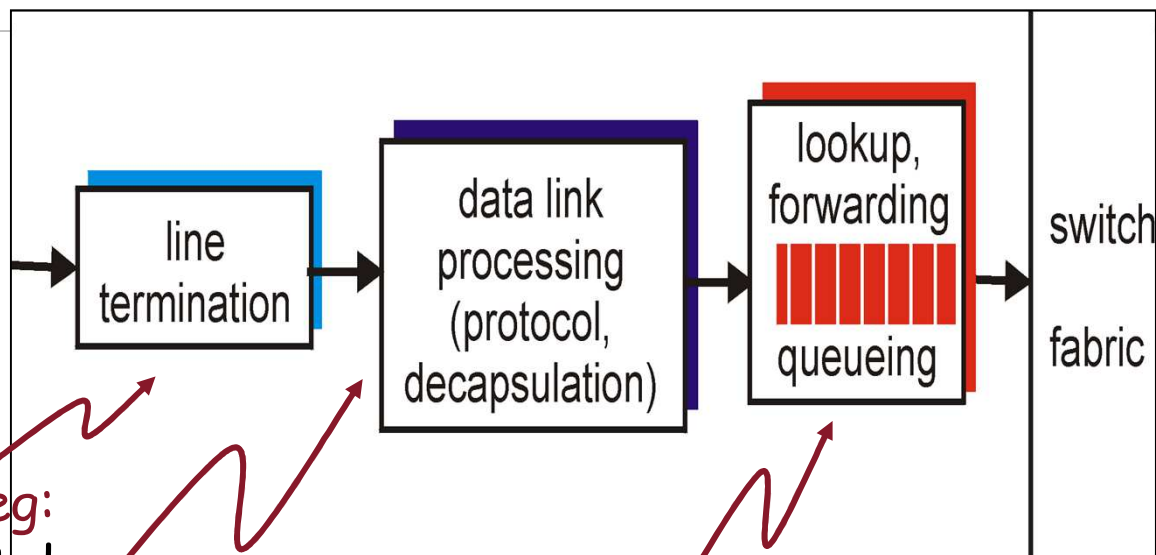 line
termination
data link
processing
(protocol,
decapsulation)
lookup,
forwarding
queueing
switch
fabric
eg: